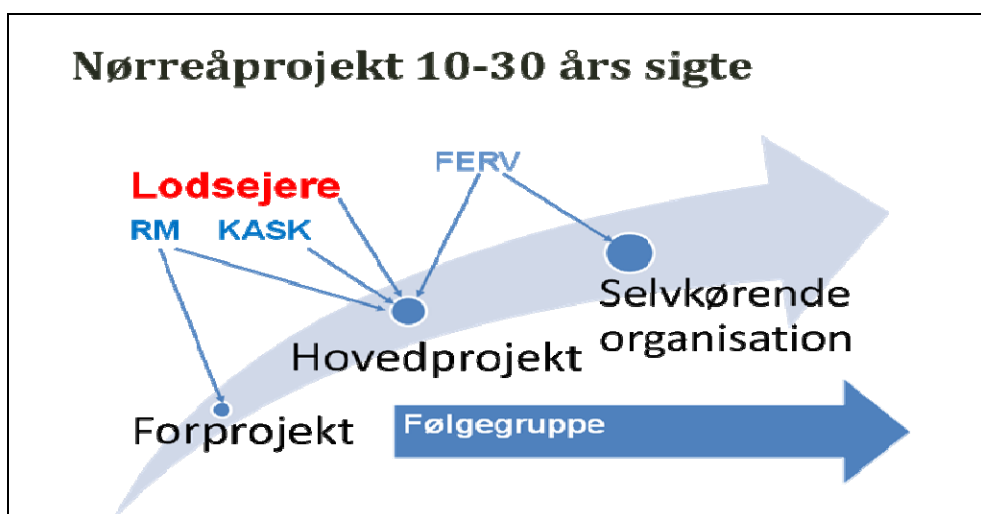 Nørreåprojekt 10-30 års sigte
FERV
Lodsejere
RM KASK
Selvkørende
organisation
Hovedprojekt
Forprojekt
Følgegruppe